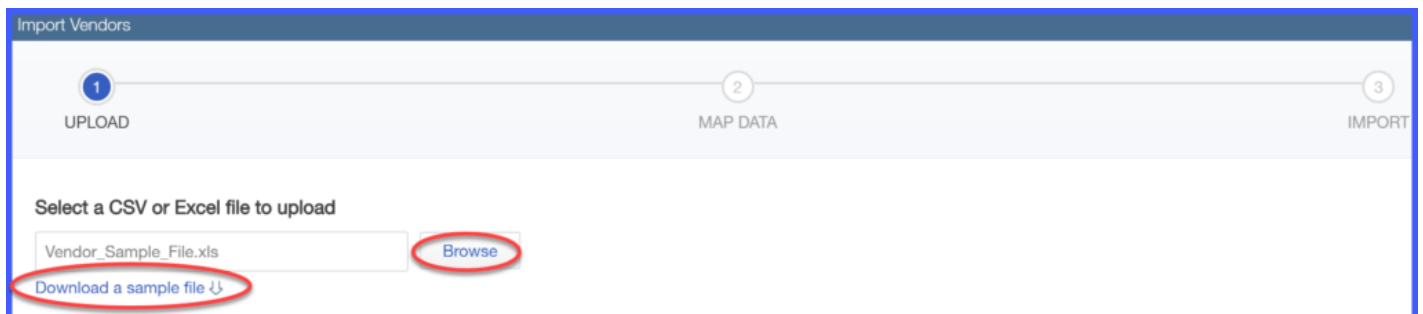 Import Vendors
1
2
3
UPLOAD
MAP DATA
IMPORT
Select a CSV or Excel file to upload
Vendor_Sample_File.xls
Browse
Download a sample file